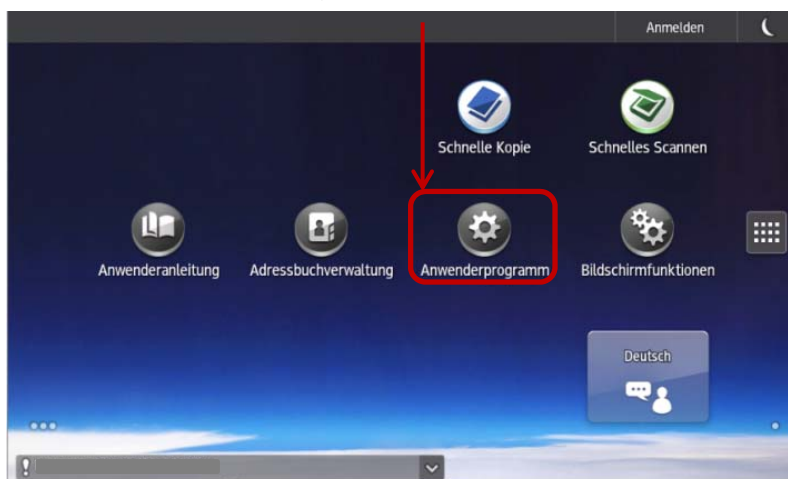 Anmelden
Schnelle Kopie
Schnelles Scannen
Anwenderanleitung
Adressbuchverwaltung
Anwenderprogramm
Bildschirmfunktionen
Deutsch